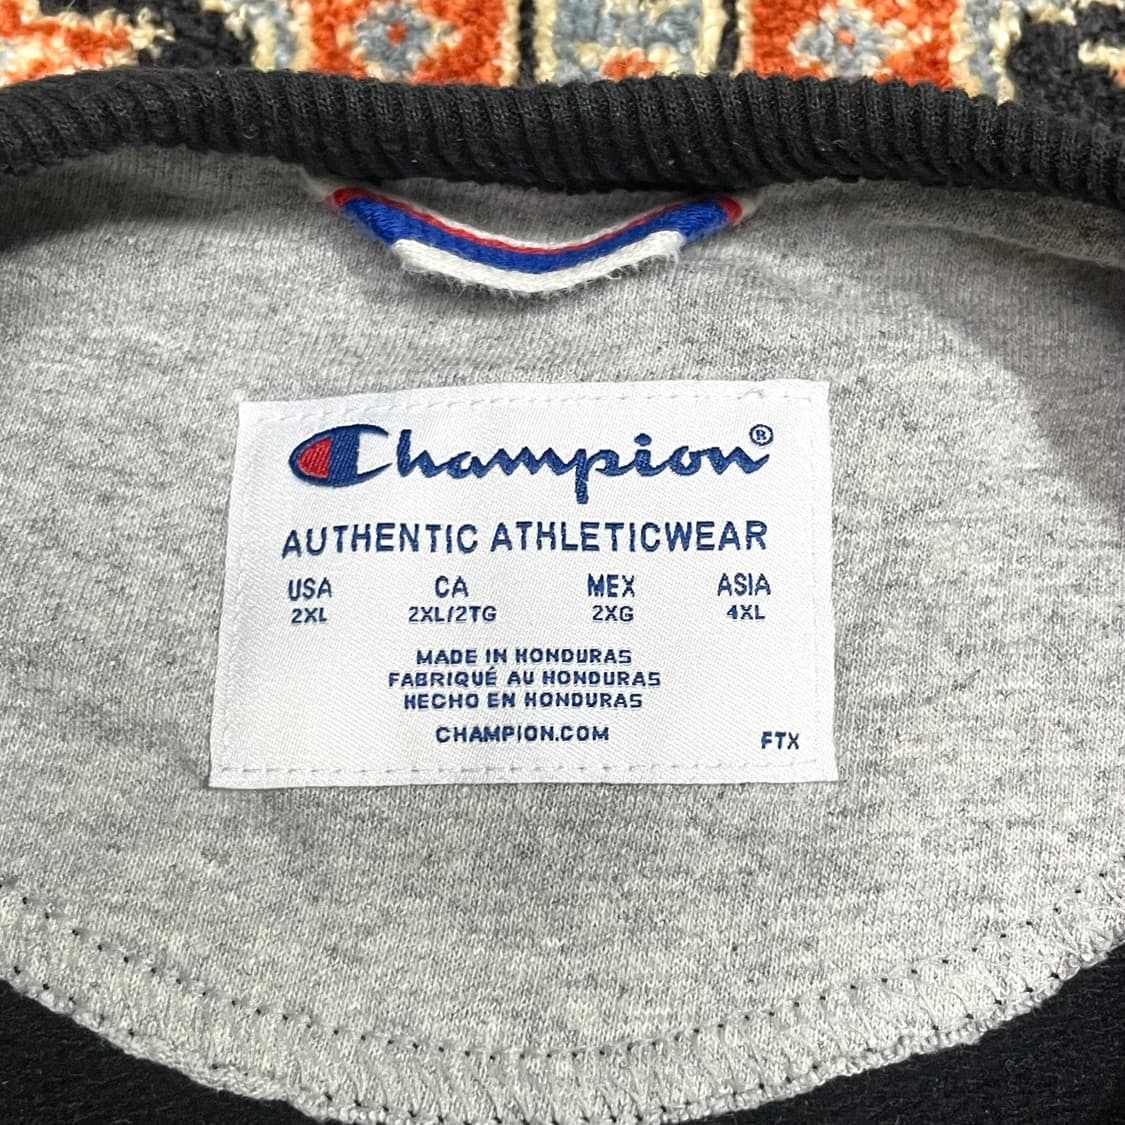 Champion®
AUTHENTIC ATHLETICWEAR
USA CA MEX ASIA
2XL 2XL/2TG 2XG 4XL
MADE IN HONDURAS
FABRIQUÉ AU HONDURAS
HECHO EN HONDURAS
CHAMPION.COM
FTX